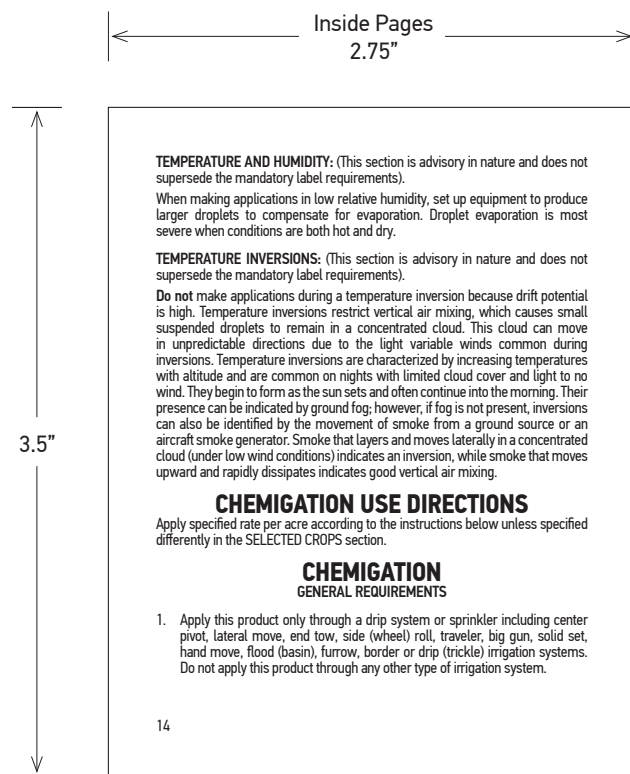 Inside Pages
2.75”
3.5”
TEMPERATURE AND HUMIDITY: (This section is advisory in nature and does not
supersede the mandatory label requirements).
When making applications in low relative humidity, set up equipment to produce
larger droplets to compensate for evaporation. Droplet evaporation is most
severe when conditions are both hot and dry.
TEMPERATURE INVERSIONS: (This section is advisory in nature and does not
supersede the mandatory label requirements).
Do not make applications during a temperature inversion because drift potential
is high. Temperature inversions restrict vertical air mixing, which causes small
suspended droplets to remain in a concentrated cloud. This cloud can move
in unpredictable directions due to the light variable winds common during
inversions. Temperature inversions are characterized by increasing temperatures
with altitude and are common on nights with limited cloud cover and light to no
wind. They begin to form as the sun sets and often continue into the morning. Their
presence can be indicated by ground fog; however, if fog is not present, inversions
can also be identified by the movement of smoke from a ground source or an
aircraft smoke generator. Smoke that layers and moves laterally in a concentrated
cloud (under low wind conditions) indicates an inversion, while smoke that moves
upward and rapidly dissipates indicates good vertical air mixing.
CHEMIGATION USE DIRECTIONS
Apply specified rate per acre according to the instructions below unless specified
differently in the SELECTED CROPS section.
CHEMIGATION
GENERAL REQUIREMENTS
1. Apply this product only through a drip system or sprinkler including center
pivot, lateral move, end tow, side (wheel) roll, traveler, big gun, solid set,
hand move, flood (basin), furrow, border or drip (trickle) irrigation systems.
Do not apply this product through any other type of irrigation system.
14